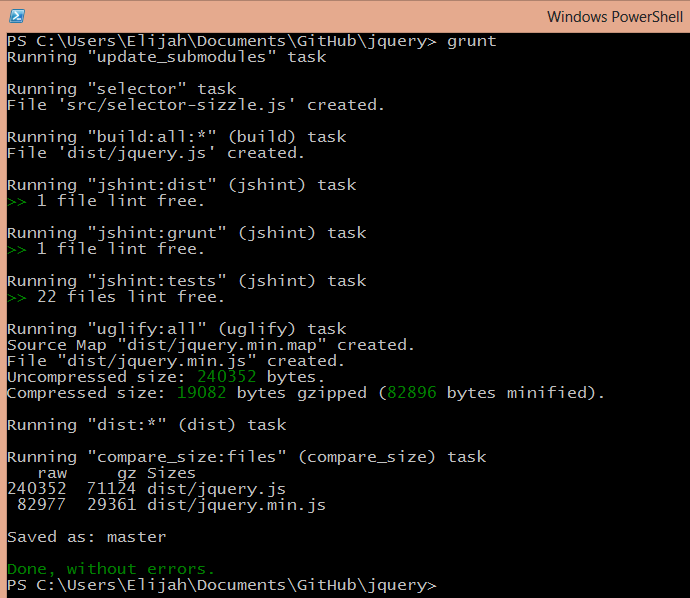 Windows PowerShell
PS C:\Users\Elijah\Documents\GitHub\jquery> grunt
Running "update_submodules" task
Running "selector" task
File 'src/selector-sizzle.js' created.
Running "build:all:*" (build) task
File 'dist/jquery.js' created.
Running "jshint:dist" (jshint) task
>> 1 file lint free.
Running "jshint:grunt" (jshint) task
>> 1 file lint free.
Running "jshint:tests" (jshint) task
>> 22 files lint free.
Running "uglify:all" (uglify) task
Source Map "dist/jquery.min.map" created.
File "dist/jquery.min.js" created.
Uncompressed size: 240352 bytes.
Compressed size: 19082 bytes gzipped (82896 bytes minified).
Running "dist:*" (dist) task
Running "compare_size:files" (compare_size) task
raw gz Sizes
240352 71124 dist/jquery.js
82977 29361 dist/jquery.min.js
Saved as: master
Done, without errors.
PS C:\Users\Elijah\Documents\GitHub\jquery>